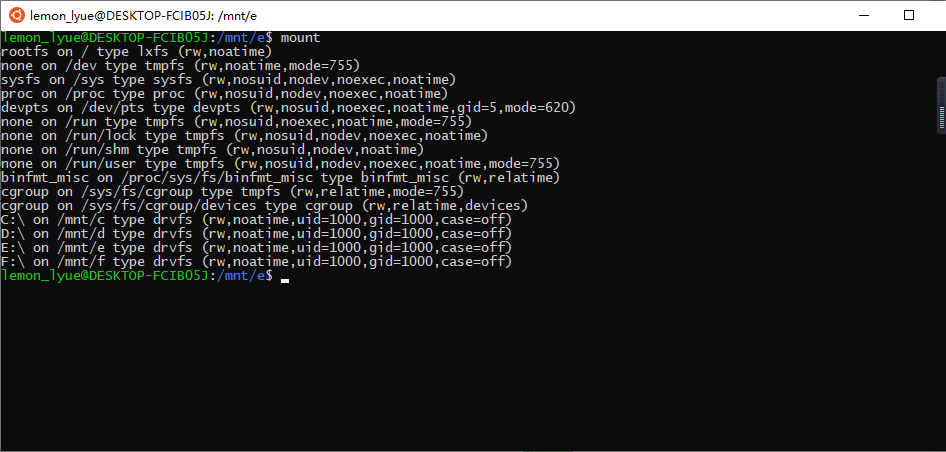 lemon_lyue@DESKTOP-FCIB05J: /mnt/e
lemon_lyue@DESKTOP-FCIB05J:/mnt/e$ mount
rootfs on / type lxfs (rw,noatime)
none on /dev type tmpfs (rw,noatime,mode=755)
sysfs on /sys type sysfs (rw,nosuid,nodev,noexec,noatime)
proc on /proc type proc (rw,nosuid,nodev,noexec,noatime)
devpts on /dev/pts type devpts (rw,nosuid,noexec,noatime,gid=5,mode=620)
none on /run type tmpfs (rw,nosuid,noexec,noatime,mode=755)
none on /run/lock type tmpfs (rw,nosuid,nodev,noexec,noatime)
none on /run/shm type tmpfs (rw,nosuid,nodev,noatime)
none on /run/user type tmpfs (rw,nosuid,nodev,noexec,noatime,mode=755)
binfmt_misc on /proc/sys/fs/binfmt_misc type binfmt_misc (rw,relatime)
cgroup on /sys/fs/cgroup type tmpfs (rw,relatime,mode=755)
cgroup on /sys/fs/cgroup/devices type cgroup (rw,relatime,devices)
C:\ on /mnt/c type drvfs (rw,noatime,uid=1000,gid=1000,case=off)
D:\ on /mnt/d type drvfs (rw,noatime,uid=1000,gid=1000,case=off)
E:\ on /mnt/e type drvfs (rw,noatime,uid=1000,gid=1000,case=off)
F:\ on /mnt/f type drvfs (rw,noatime,uid=1000,gid=1000,case=off)
lemon_lyue@DESKTOP-FCIB05J:/mnt/e$